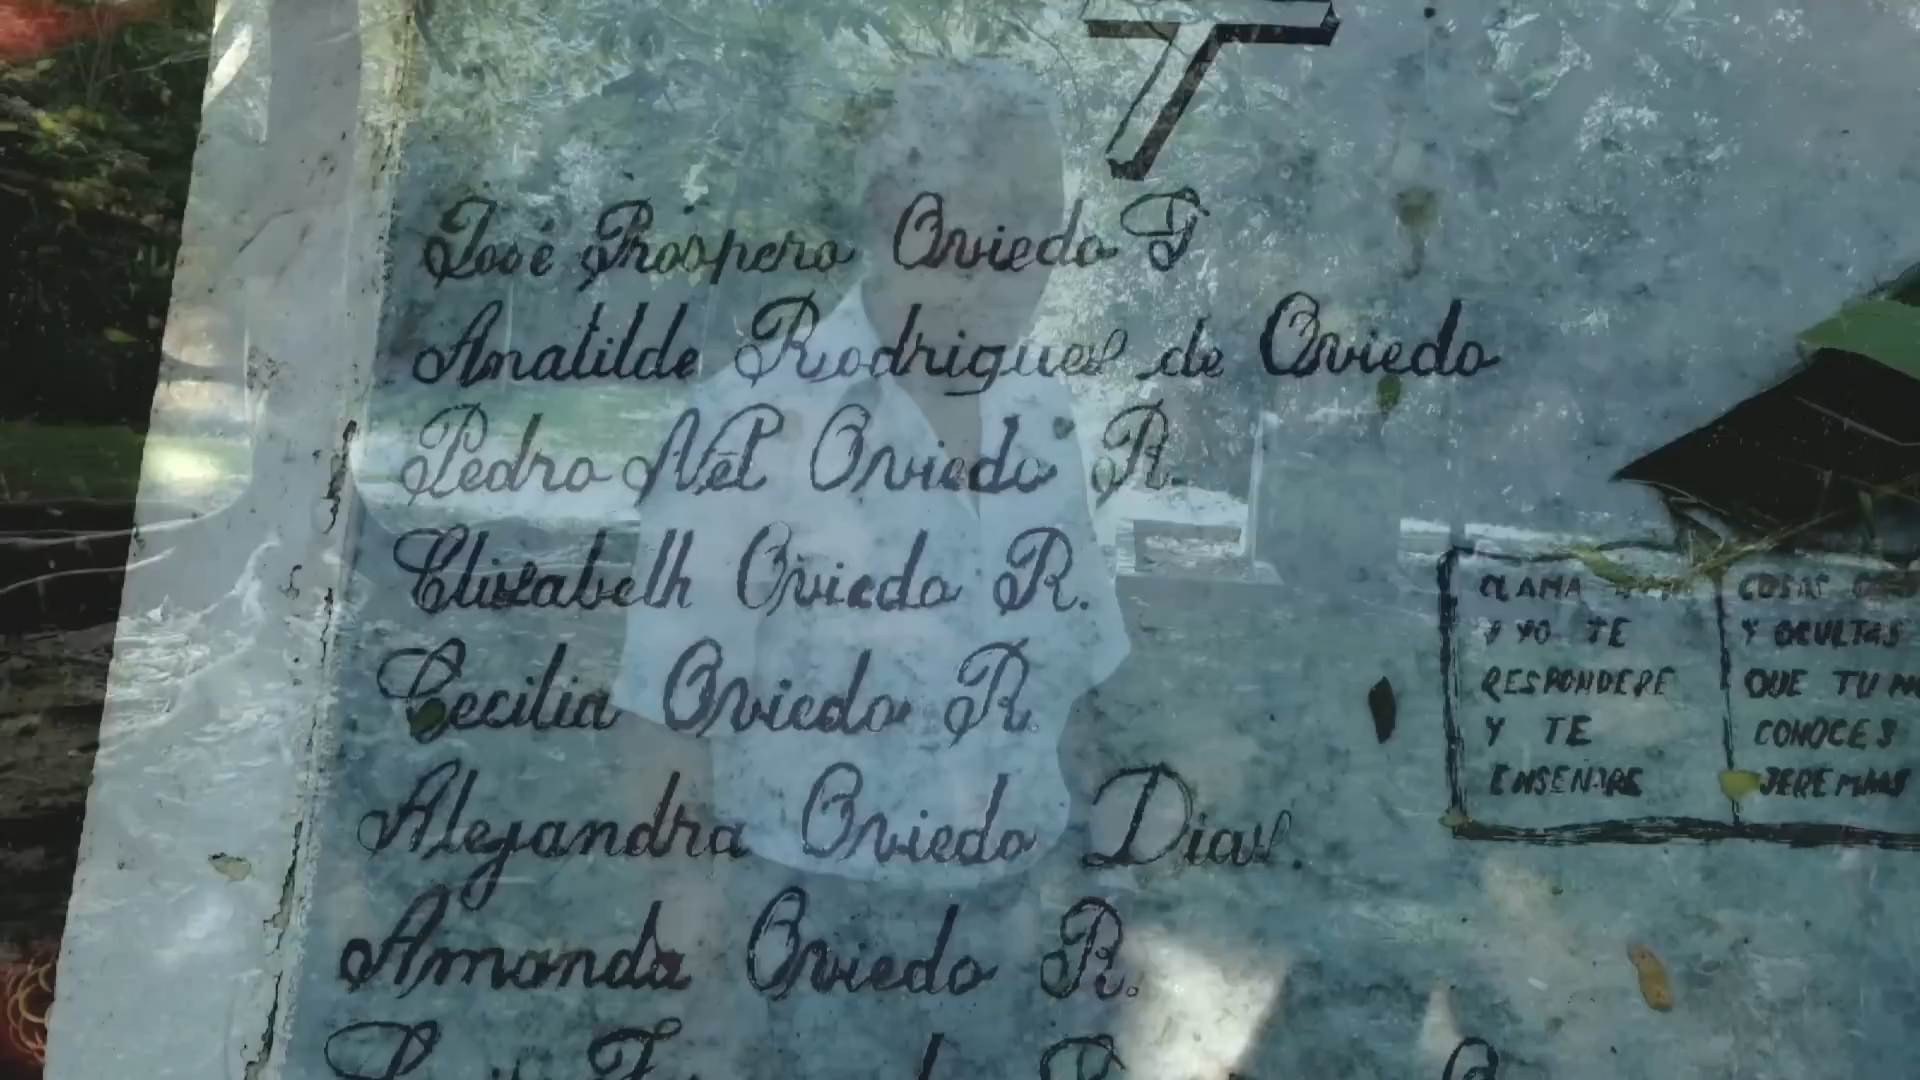 José Prospero Oviedo T
Anatilde Rodrigues de Oviedo
Pedro Nel Oviedo R.
Elizabeth Oviedo R.
Cecilia Oviedo R.
Alejandra Oviedo Dias.
Amanda Oviedo R.
CLAMA
Y YO TE
RESPONDERE
Y TE
ENSENARE
COSAS
Y OCULTAS
QUE TU
CONOCES
JEREMIAS